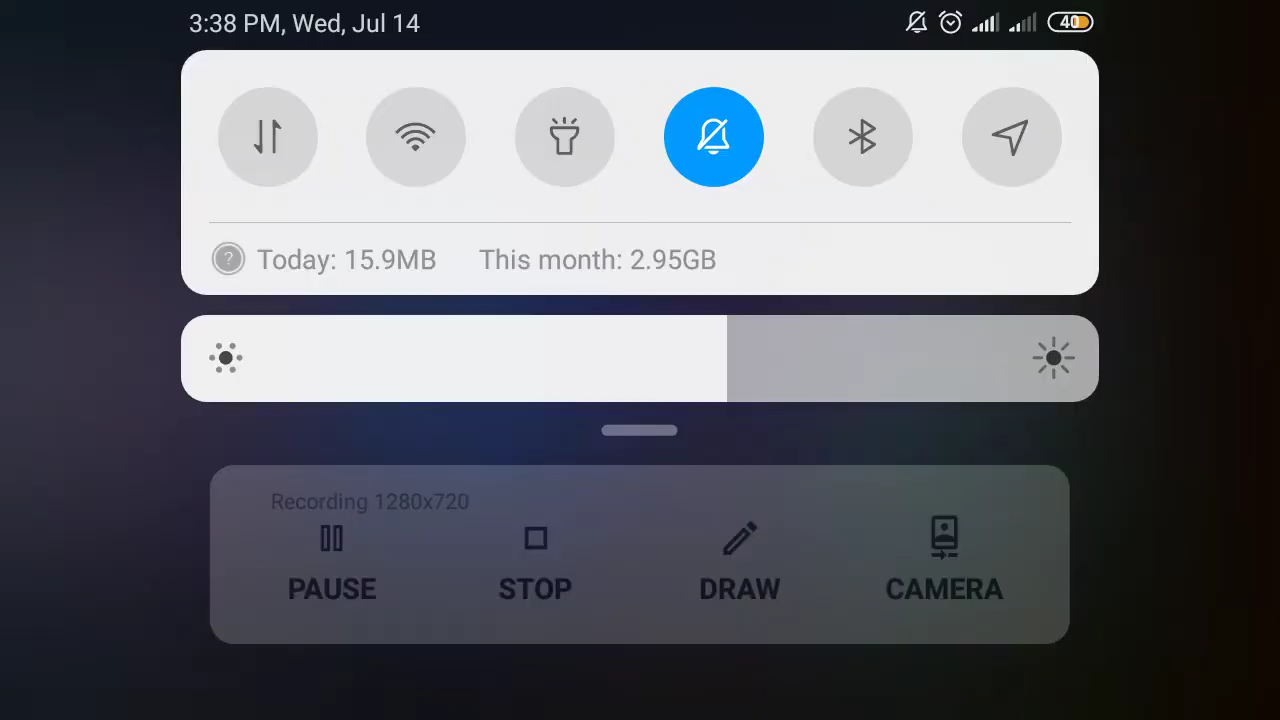 3:38 PM, Wed, Jul 14
40
?
Today: 15.9MB This month: 2.95GB
Recording 1280x720
PAUSE STOP DRAW CAMERA